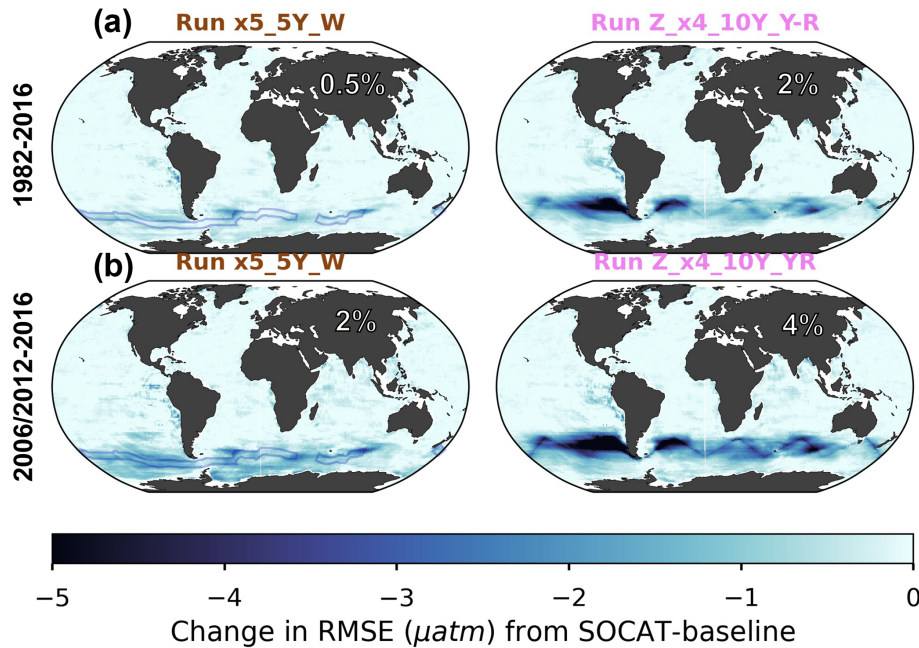 (a)
Run x5_5Y_W
Run Z_x4_10Y_Y-R
1982-2016
0.5%
2%
(b)
Run x5_5Y_W
Run Z_x4_10Y_YR
2006/2012-2016
2%
4%
−5 −4 −3 −2 −1 0
Change in RMSE (μatm) from SOCAT-baseline